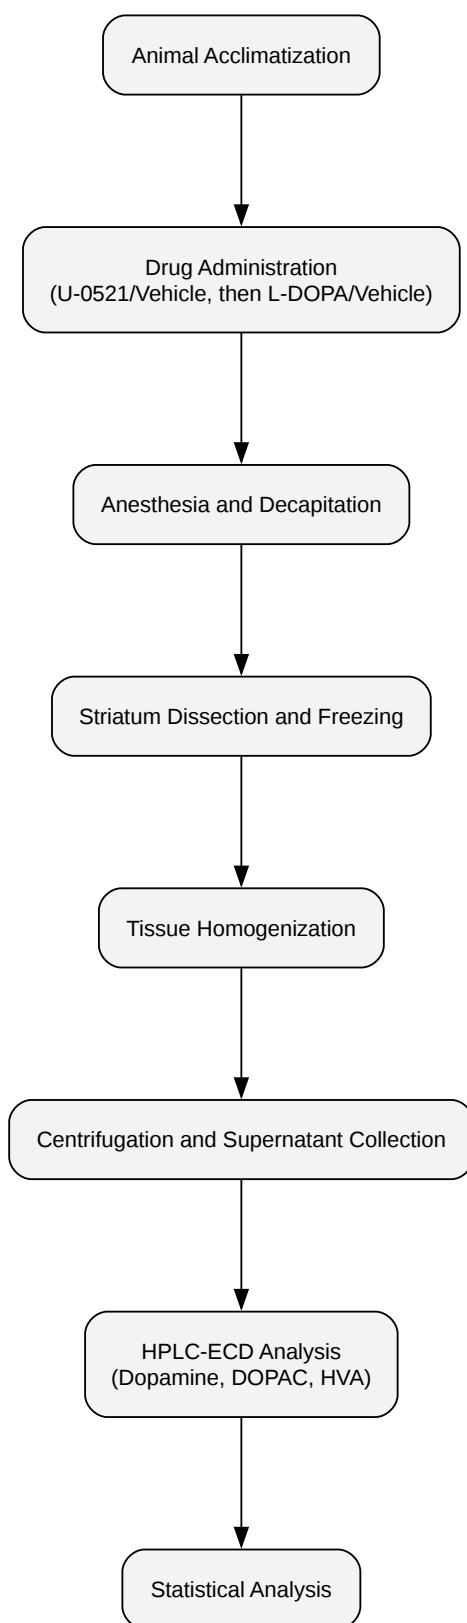 Animal Acclimatization
Drug Administration
(U-0521/Vehicle, then L-DOPA/Vehicle)
Anesthesia and Decapitation
Striatum Dissection and Freezing
Tissue Homogenization
Centrifugation and Supernatant Collection
HPLC-ECD Analysis
(Dopamine, DOPAC, HVA)
Statistical Analysis